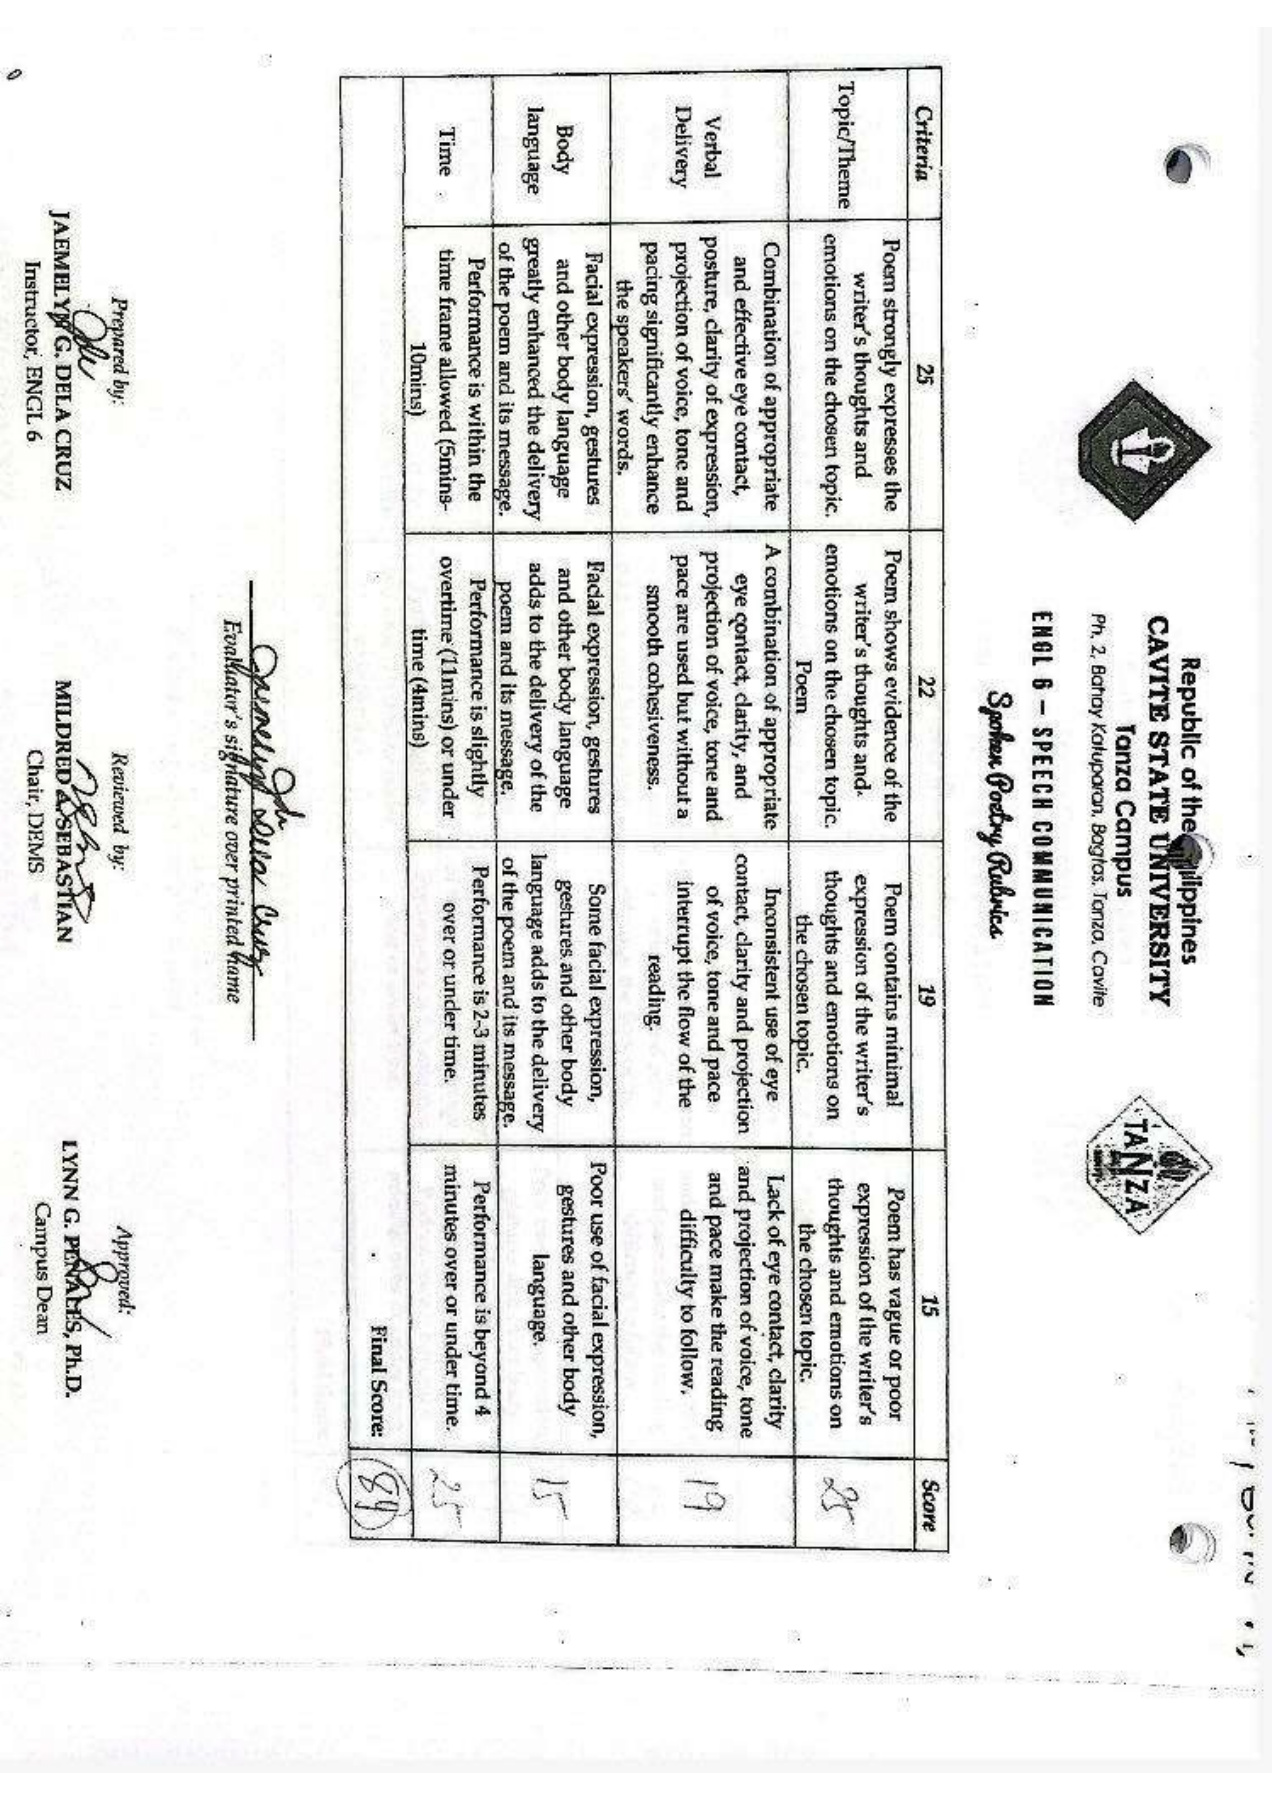 Republic of the Philippines
CAVITE STATE UNIVERSITY
Tanza Campus
Ph. 2, Bahay Katuparan, Bagtas, Tanza, Cavite
TANZA
ENGL 6 – SPEECH COMMUNICATION
Spoken Poetry Rubrics
Criteria 25 22 19 15 Score
Topic/Theme
Poem strongly expresses the
writer's thoughts and
emotions on the chosen topic.
Poem shows evidence of the
writer's thoughts and.
emotions on the chosen topic.
Poem
Poem contains minimal
expression of the writer's
thoughts and emotions on
the chosen topic.
Poem has vague or poor
expression of the writer's
thoughts and emotions on
the chosen topic.
25
Verbal
Delivery
Combination of appropriate
and effective eye contact,
posture, clarity of expression,
projection of voice, tone and
pacing significantly enhance
the speakers' words.
A combination of appropriate
eye contact, clarity, and
projection of voice, tone and
pace are used but without a
smooth cohesiveness.
Inconsistent use of eye
contact, clarity and projection
of voice, tone and pace
interrupt the flow of the
reading.
Lack of eye contact, clarity
and projection of voice, tone
and pace make the reading
difficulty to follow.
19
Body
language
Facial expression, gestures
and other body language
greatly enhanced the delivery
of the poem and its message.
Facial expression, gestures
and other body language
adds to the delivery of the
poem and its message.
Some facial expression,
gestures and other body
language adds to the delivery
of the poem and its message.
Poor use of facial expression,
gestures and other body
language.
15
Time
Performance is within the
time frame allowed (5mins-
10mins)
Performance is slightly
overtime (11mins) or under
time (4mins)
Performance is 2-3 minutes
over or under time.
Performance is beyond 4
minutes over or under time.
25
Final Score: 84
Jaemelyn Dela Cruz
Evaluator's signature over printed name
Prepared by:
JAEMELYN G. DELA CRUZ
Instructor, ENGL 6
Reviewed by:
MILDRED A. SEBASTIAN
Chair, DEMS
Approved:
LYNN G. PENALES, Ph.D.
Campus Dean